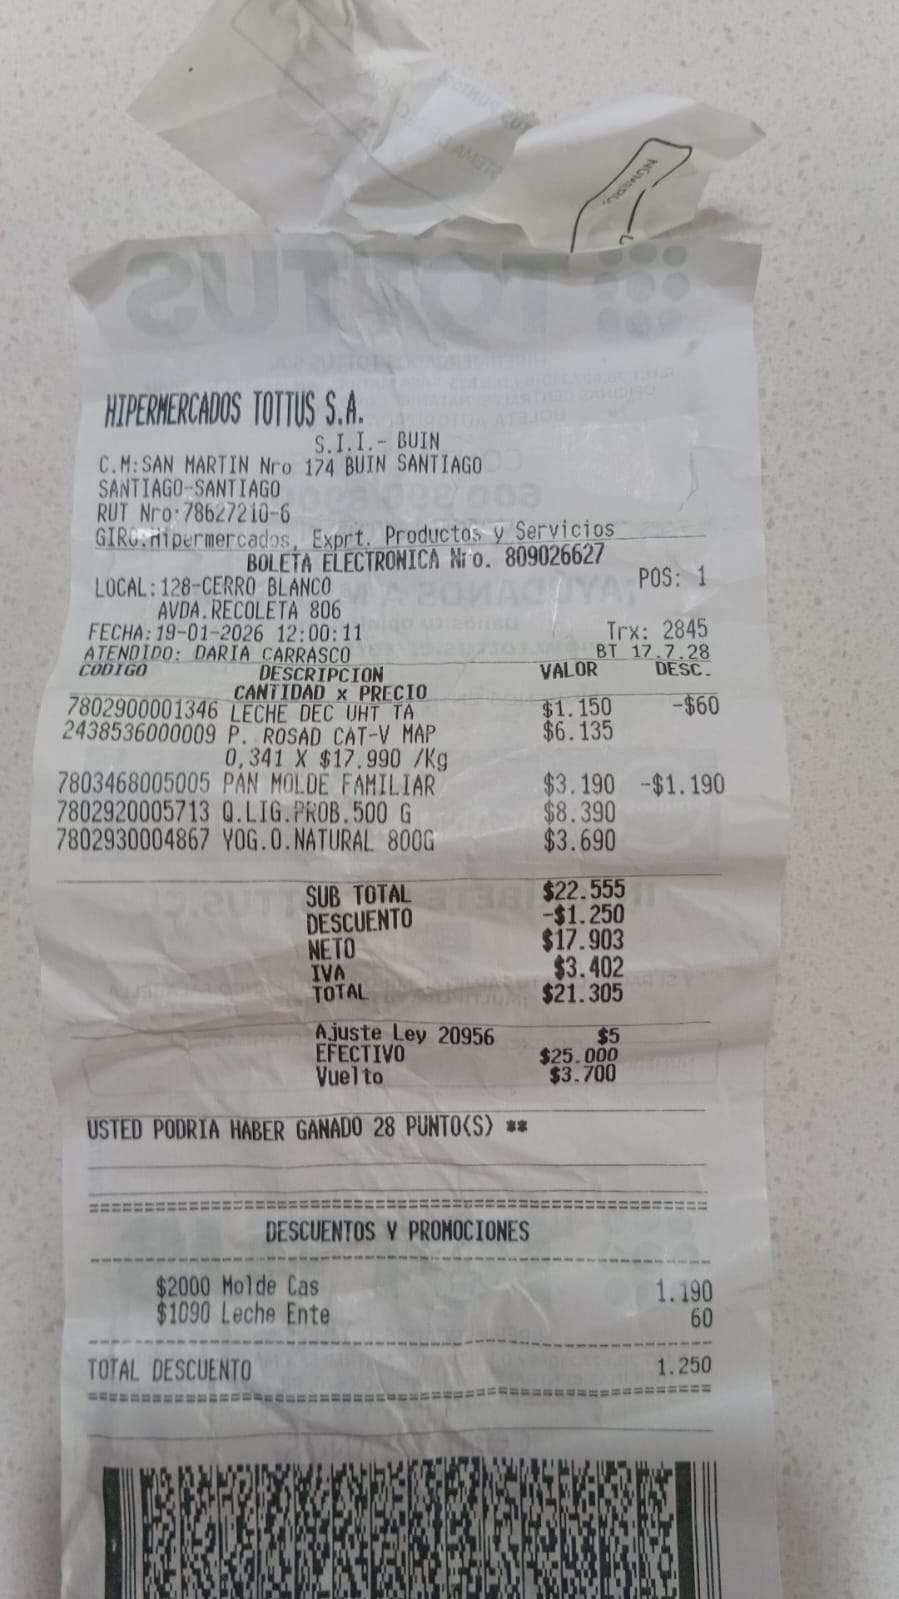 HIPERMERCADOS TOTTUS S.A.
S.I.I.- BUIN
C.M:SAN MARTIN Nro 174 BUIN SANTIAGO
SANTIAGO-SANTIAGO
RUT Nro:78627210-6
GIRO:Hipermercados, Exprt. Productos y Servicios
BOLETA ELECTRONICA Nro. 809026627
LOCAL:128-CERRO BLANCO POS: 1
AVDA.RECOLETA 806
FECHA:19-01-2026 12:00:11 Trx: 2845
ATENDIDO: DARIA CARRASCO BT 17.7.28
CODIGO DESCRIPCION VALOR DESC.
CANTIDAD x PRECIO
7802900001346 LECHE DEC UHT TA $1.150 -$60
2438536000009 P. ROSAD CAT-V MAP $6.135
0,341 X $17.990 /Kg
7803468005005 PAN MOLDE FAMILIAR $3.190 -$1.190
7802920005713 Q.LIG.PROB.500 G $8.390
7802930004867 YOG.O.NATURAL 800G $3.690
SUB TOTAL $22.555
DESCUENTO -$1.250
NETO $17.903
IVA $3.402
TOTAL $21.305
Ajuste Ley 20956 $5
EFECTIVO $25.000
Vuelto $3.700
USTED PODRIA HABER GANADO 28 PUNTO(S) **
DESCUENTOS Y PROMOCIONES
$2000 Molde Cas 1.190
$1090 Leche Ente 60
TOTAL DESCUENTO 1.250